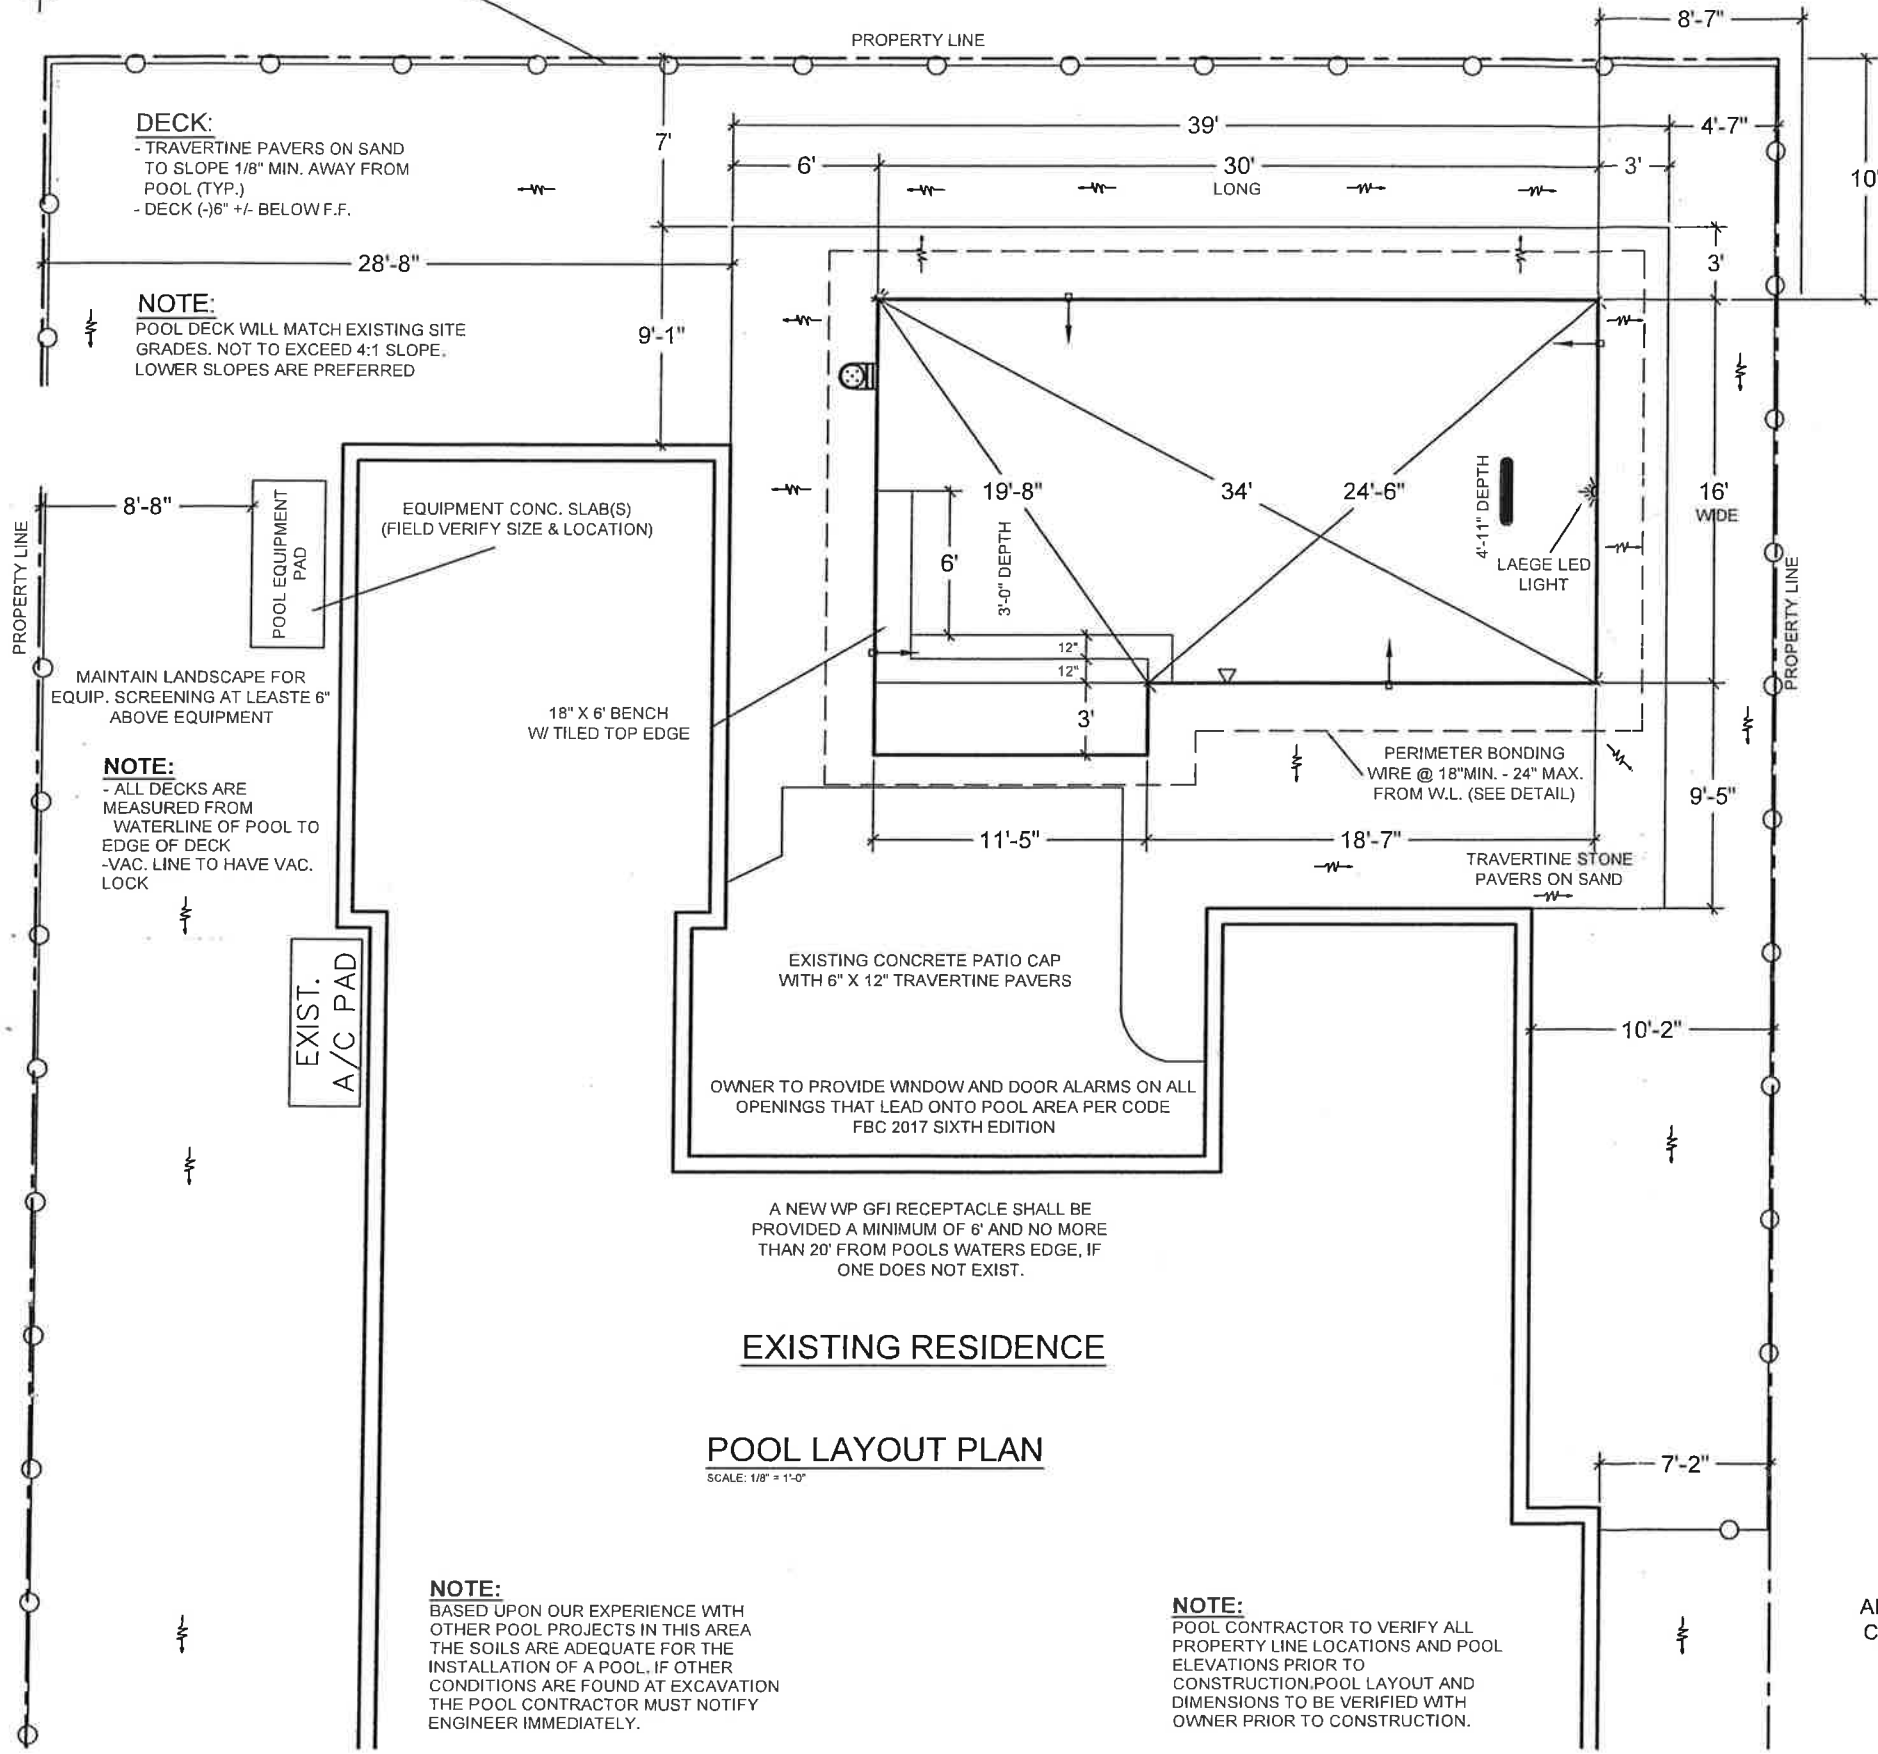 8'-7"
PROPERTY LINE
10'
7'
39'
4'-7"
6'
30'
LONG
3'
DECK:
- TRAVERTINE PAVERS ON SAND
TO SLOPE 1/8" MIN. AWAY FROM
POOL (TYP.)
- DECK (-)6" +/- BELOW F.F.
28'-8"
3'
NOTE:
POOL DECK WILL MATCH EXISTING SITE
GRADES. NOT TO EXCEED 4:1 SLOPE.
LOWER SLOPES ARE PREFERRED
9'-1"
PROPERTY LINE
8'-8"
POOL EQUIPMENT
PAD
EQUIPMENT CONC. SLAB(S)
(FIELD VERIFY SIZE & LOCATION)
19'-8"
34'
24'-6"
4'-11" DEPTH
16'
WIDE
6'
3'-0" DEPTH
LAEGE LED
LIGHT
PROPERTY LINE
12"
12"
3'
MAINTAIN LANDSCAPE FOR
EQUIP. SCREENING AT LEASTE 6"
ABOVE EQUIPMENT
18" X 6' BENCH
W/ TILED TOP EDGE
NOTE:
- ALL DECKS ARE
MEASURED FROM
WATERLINE OF POOL TO
EDGE OF DECK
-VAC. LINE TO HAVE VAC.
LOCK
PERIMETER BONDING
WIRE @ 18"MIN. - 24" MAX.
FROM W.L. (SEE DETAIL)
9'-5"
11'-5"
18'-7"
TRAVERTINE STONE
PAVERS ON SAND
EXIST.
A/C PAD
EXISTING CONCRETE PATIO CAP
WITH 6" X 12" TRAVERTINE PAVERS
10'-2"
OWNER TO PROVIDE WINDOW AND DOOR ALARMS ON ALL
OPENINGS THAT LEAD ONTO POOL AREA PER CODE
FBC 2017 SIXTH EDITION
A NEW WP GFI RECEPTACLE SHALL BE
PROVIDED A MINIMUM OF 6' AND NO MORE
THAN 20' FROM POOLS WATERS EDGE, IF
ONE DOES NOT EXIST.
EXISTING RESIDENCE
POOL LAYOUT PLAN
SCALE: 1/8" = 1'-0"
7'-2"
NOTE:
BASED UPON OUR EXPERIENCE WITH
OTHER POOL PROJECTS IN THIS AREA
THE SOILS ARE ADEQUATE FOR THE
INSTALLATION OF A POOL. IF OTHER
CONDITIONS ARE FOUND AT EXCAVATION
THE POOL CONTRACTOR MUST NOTIFY
ENGINEER IMMEDIATELY.
NOTE:
POOL CONTRACTOR TO VERIFY ALL
PROPERTY LINE LOCATIONS AND POOL
ELEVATIONS PRIOR TO
CONSTRUCTION.POOL LAYOUT AND
DIMENSIONS TO BE VERIFIED WITH
OWNER PRIOR TO CONSTRUCTION.